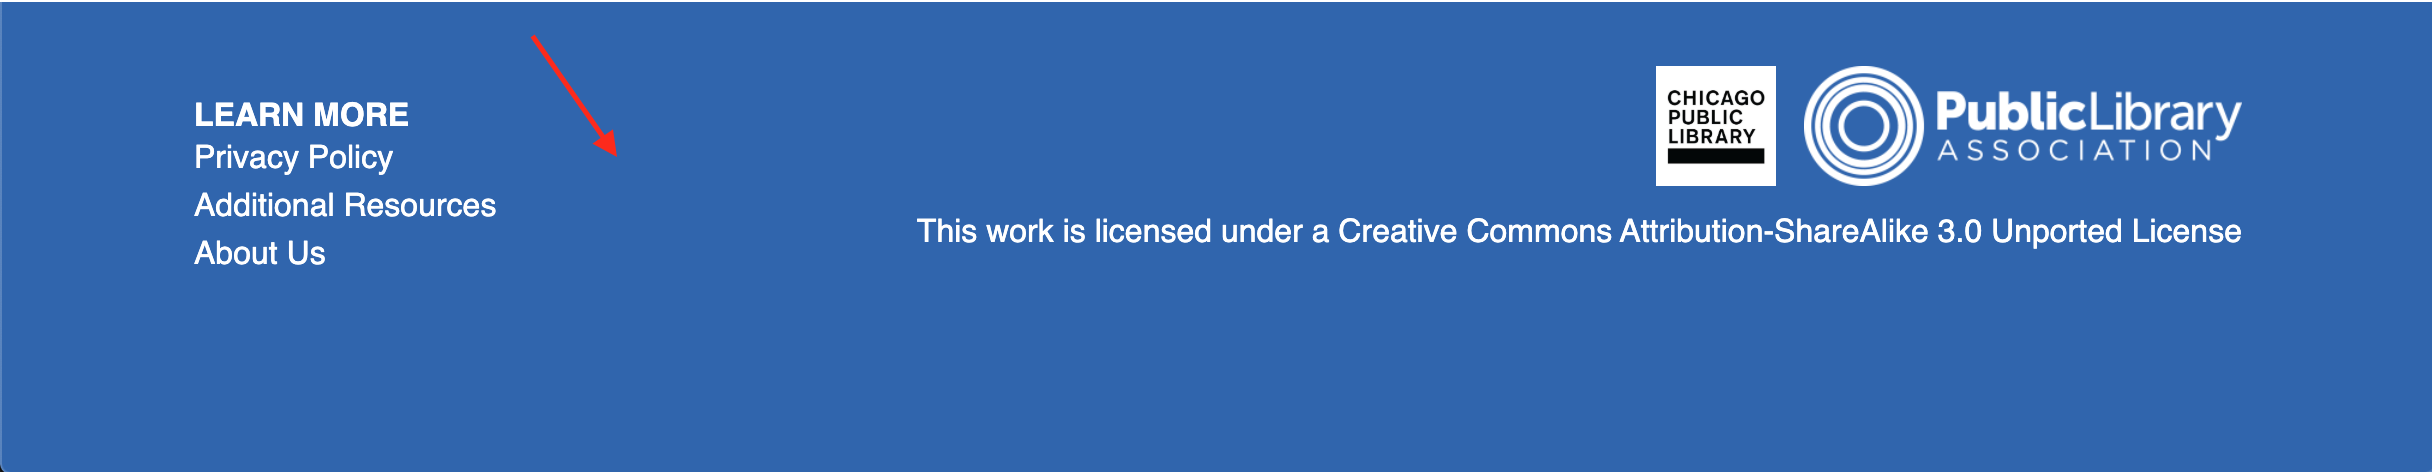 LEARN MORE
Privacy Policy
Additional Resources
About Us
CHICAGO
PUBLIC
LIBRARY
PublicLibrary
ASSOCIATION
This work is licensed under a Creative Commons Attribution-ShareAlike 3.0 Unported License